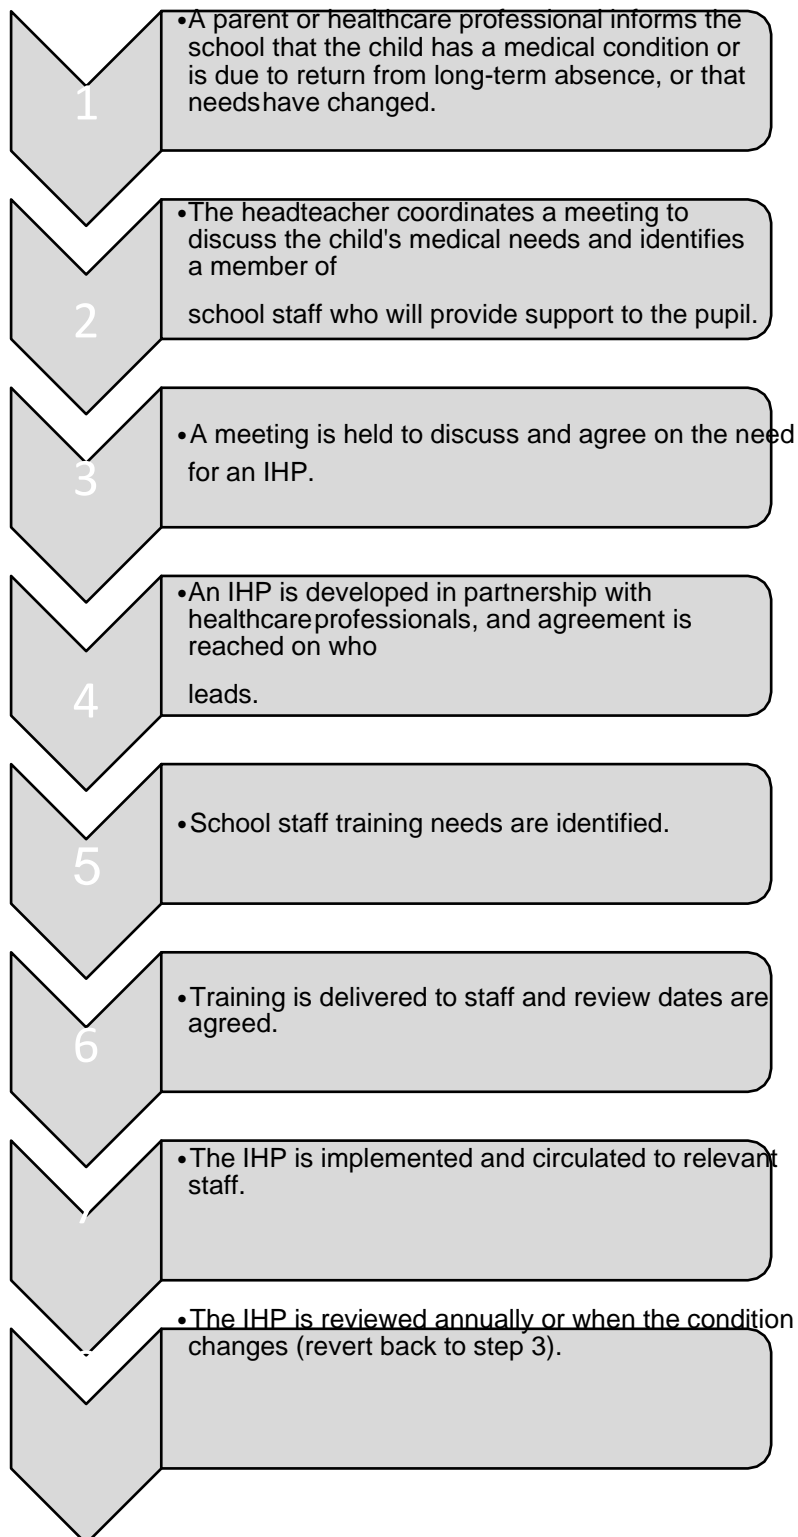 1
•A parent or healthcare professional informs the
school that the child has a medical condition or
is due to return from long-term absence, or that
needs have changed.
2
•The headteacher coordinates a meeting to
discuss the child's medical needs and identifies
a member of
school staff who will provide support to the pupil.
3
•A meeting is held to discuss and agree on the need
for an IHP.
4
•An IHP is developed in partnership with
healthcare professionals, and agreement is
reached on who
leads.
5
•School staff training needs are identified.
6
•Training is delivered to staff and review dates are
agreed.
•The IHP is implemented and circulated to relevant
staff.
•The IHP is reviewed annually or when the condition
changes (revert back to step 3).